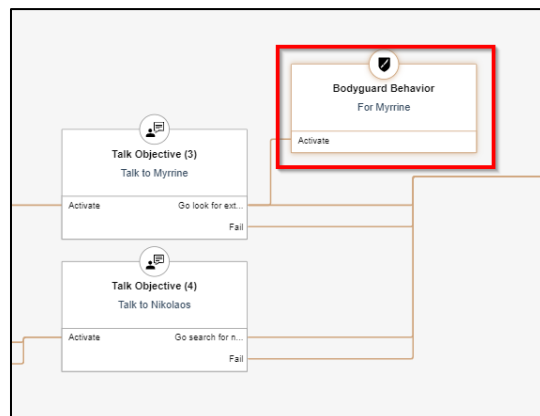 Bodyguard Behavior
For Myrrine
Activate
Talk Objective (3)
Talk to Myrrine
Activate
Go look for ext...
Fail
Talk Objective (4)
Talk to Nikolaos
Activate
Go search for n...
Fail